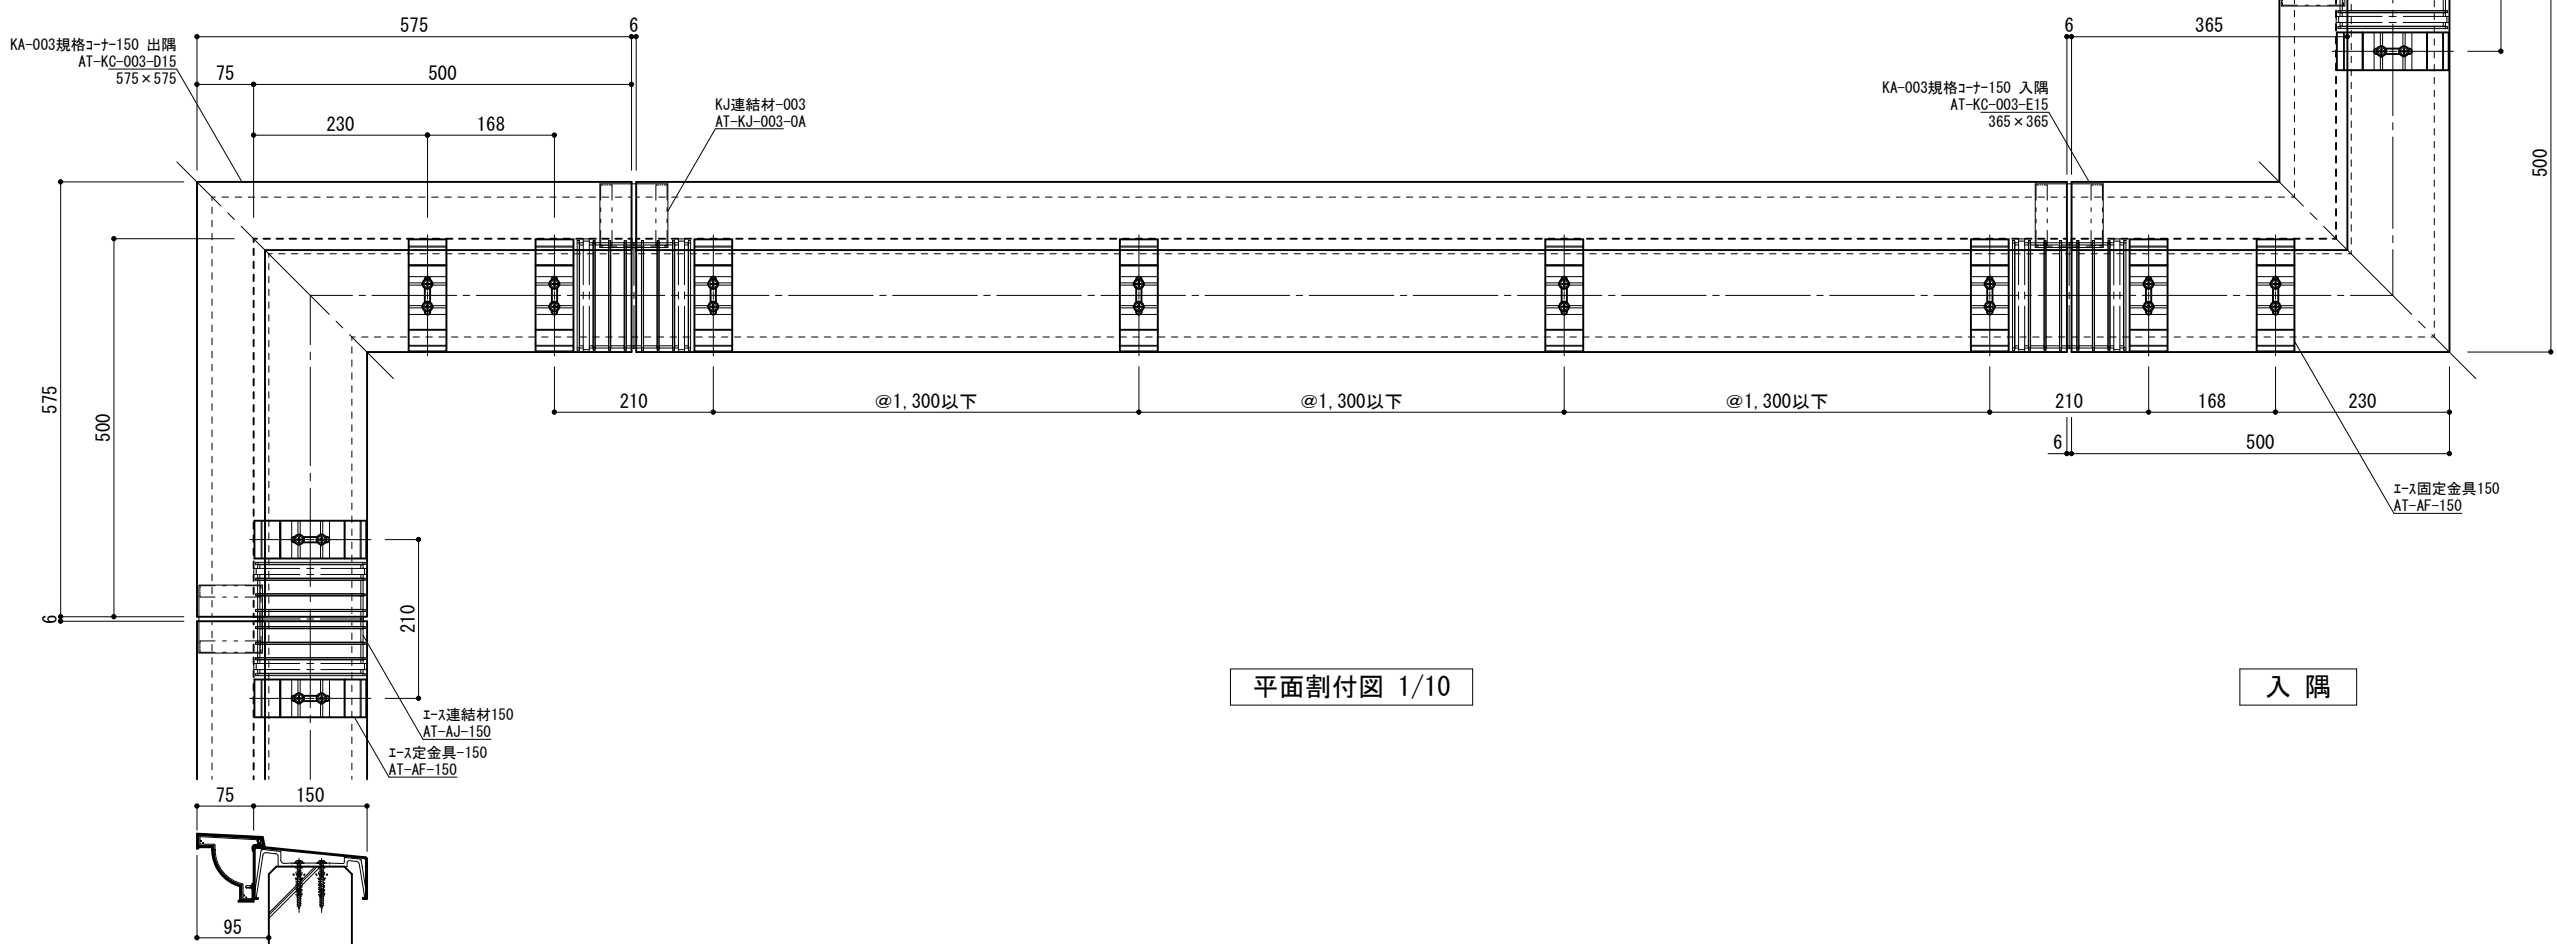 575
6
6
365
KA-003規格ｺｰﾅｰ150 出隅
AT-KC-003-D15
575×575
75
500
KJ連結材-003
AT-KJ-003-0A
KA-003規格ｺｰﾅｰ150 入隅
AT-KC-003-E15
365×365
230
168
500
575
500
210
@1,300以下
@1,300以下
@1,300以下
210
168
230
6
500
ｴｰｽ固定金具150
AT-AF-150
6
210
平面割付図 1/10
入 隅
ｴｰｽ連結材150
AT-AJ-150
ｴｰｽ定金具-150
AT-AF-150
75
150
95